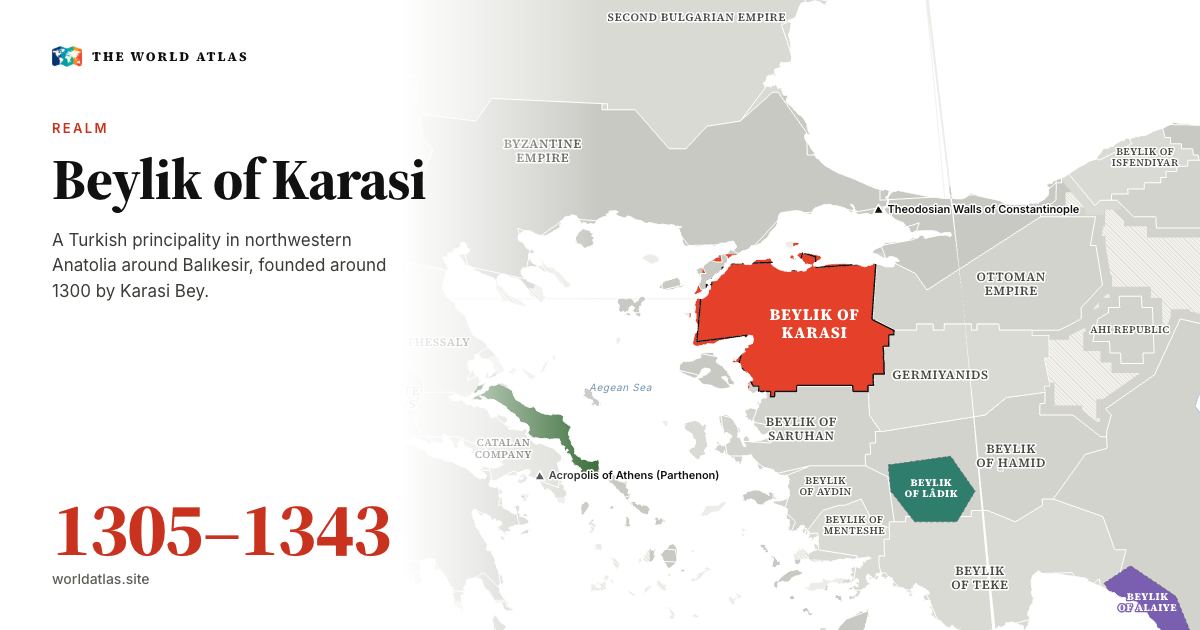 THE WORLD ATLAS
REALM
Beylik of Karasi
A Turkish principality in northwestern
Anatolia around Balıkesir, founded around
1300 by Karasi Bey.
1305–1343
worldatlas.site
SECOND BULGARIAN EMPIRE
BYZANTINE
EMPIRE
BEYLIK OF
ISFENDIYAR
▲ Theodosian Walls of Constantinople
OTTOMAN
EMPIRE
BEYLIK OF
KARASI
AHI REPUBLIC
THESSALY
GERMIYANIDS
Aegean Sea
BEYLIK OF
SARUHAN
CATALAN
COMPANY
BEYLIK
OF HAMID
▲ Acropolis of Athens (Parthenon)
BEYLIK
OF AYDIN
BEYLIK
OF LÂDIK
BEYLIK OF
MENTESHE
BEYLIK
OF TEKE
BEYLIK
OF ALAIYE